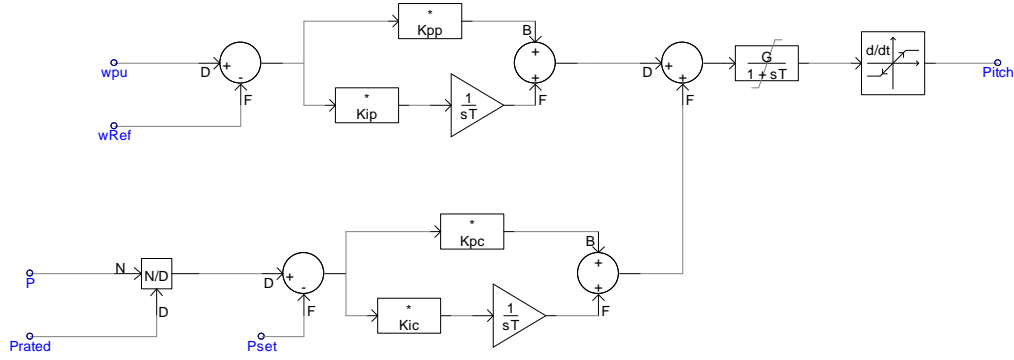 *
Kpp
B
+
+
F
wpu
D
+
-
F
wRef
*
Kip
1
sT
D
+
+
F
G
1 + sT
d/dt
Pitch
*
Kpc
B
+
+
F
P
N
N/D
D
Prated
D
+
-
F
Pset
*
Kic
1
sT